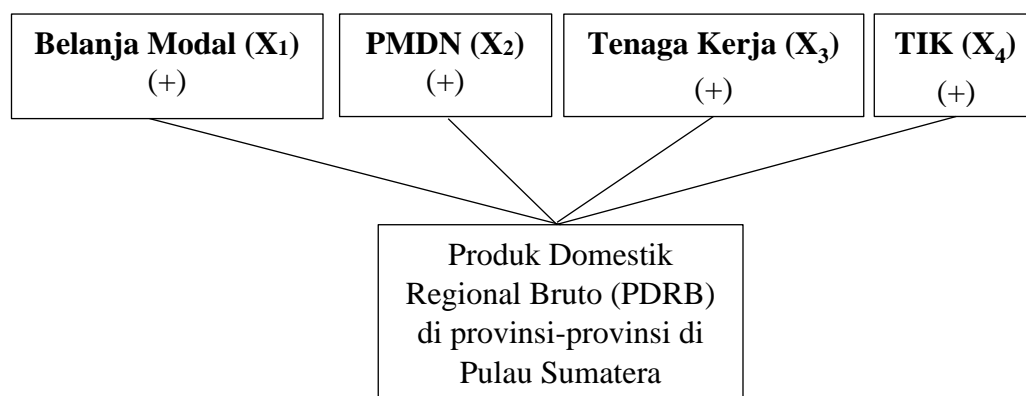 Belanja Modal (X1)
(+)
PMDN (X2)
(+)
Tenaga Kerja (X3)
(+)
TIK (X4)
(+)
Produk Domestik
Regional Bruto (PDRB)
di provinsi-provinsi di
Pulau Sumatera